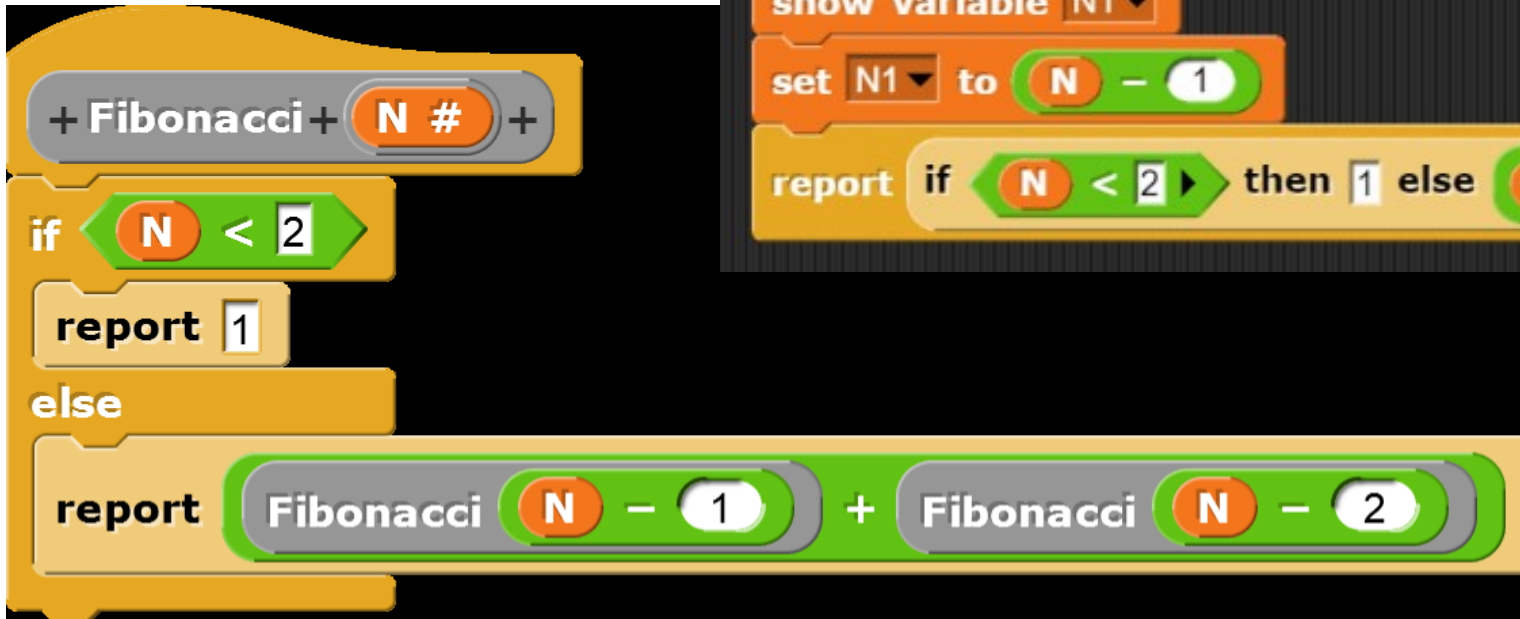 + Fibonacci + N # +
if N < 2
report 1
else
report Fibonacci N - 1 + Fibonacci N - 2
show variable N1
set N1 to N - 1
report if N < 2 then 1 else